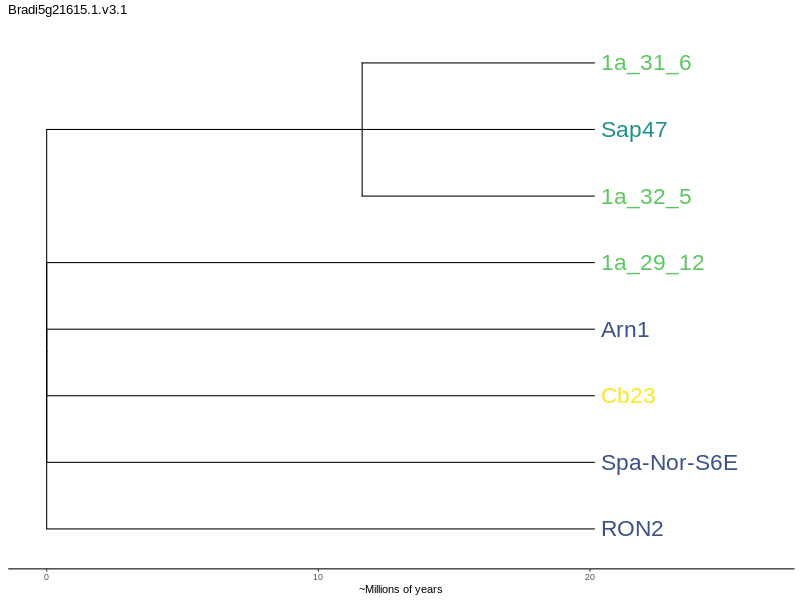 Bradi5g21615.1.v3.1
1a_31_6
Sap47
1a_32_5
1a_29_12
Arn1
Cb23
Spa-Nor-S6E
RON2
0 10 20
~Millions of years